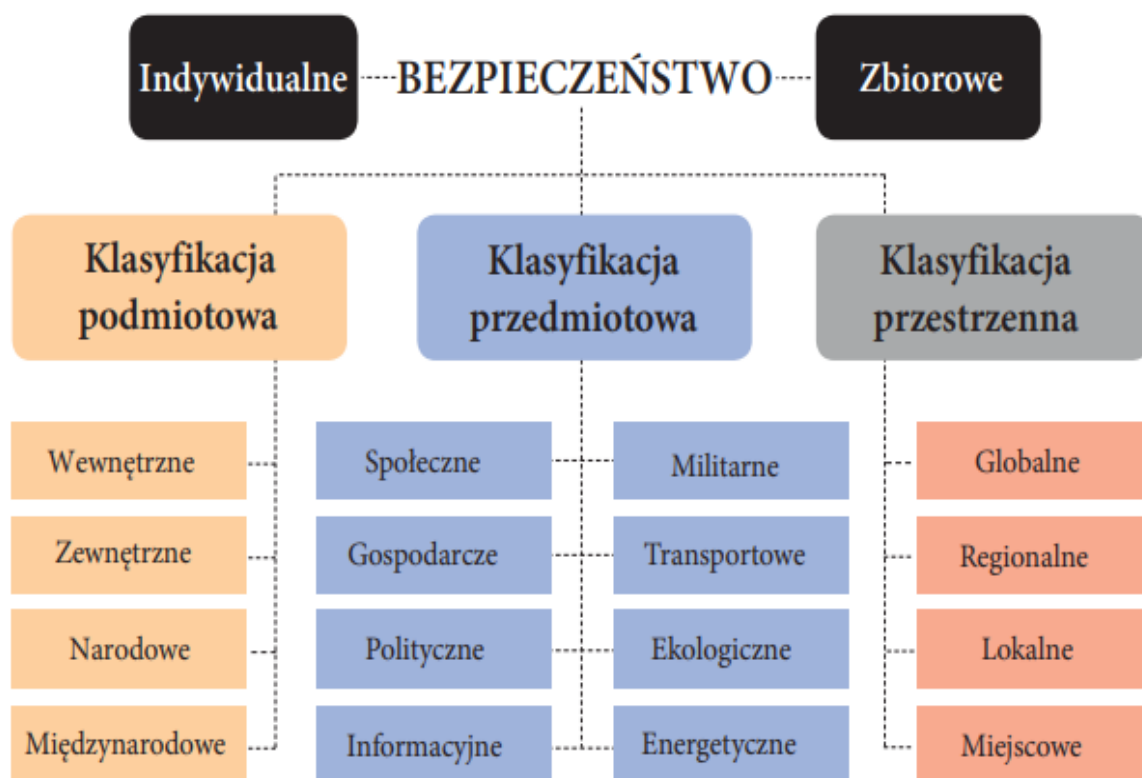 Indywidualne
BEZPIECZEŃSTWO
Zbiorowe
Klasyfikacja
podmiotowa
Klasyfikacja
przedmiotowa
Klasyfikacja
przestrzenna
Wewnętrzne
Społeczne
Militarne
Globalne
Zewnętrzne
Gospodarcze
Transportowe
Regionalne
Narodowe
Polityczne
Ekologiczne
Lokalne
Międzynarodowe
Informacyjne
Energetyczne
Miejscowe